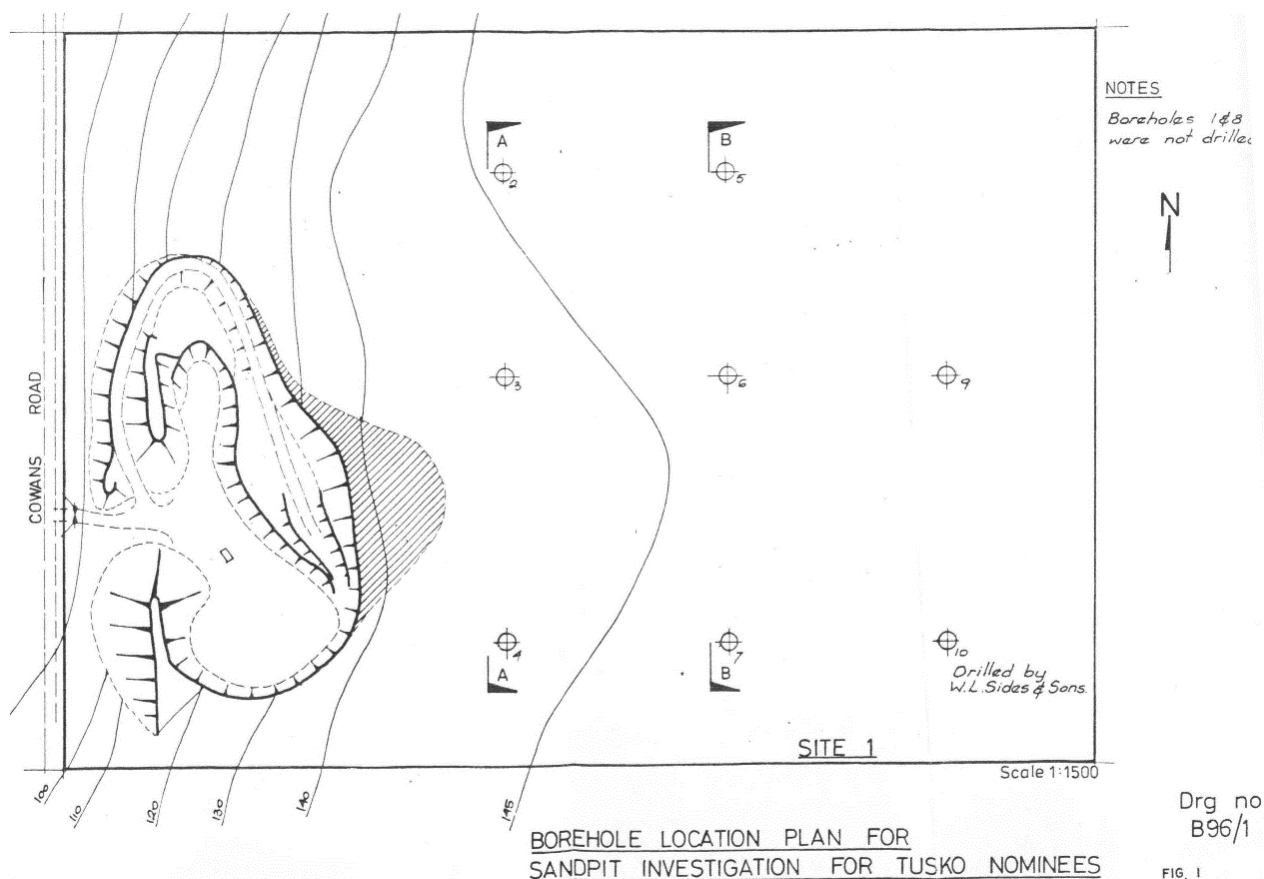 NOTES
Boreholes 1 & 8
were not drilled
N
A
B
2
5
COWANS ROAD
3
6
9
4
7
10
A
B
Drilled by
W.L. Sides & Sons.
SITE 1
Scale 1:1500
100
110
120
130
140
145
BOREHOLE LOCATION PLAN FOR
SANDPIT INVESTIGATION FOR TUSKO NOMINEES
Drg no
B96/1
FIG. 1